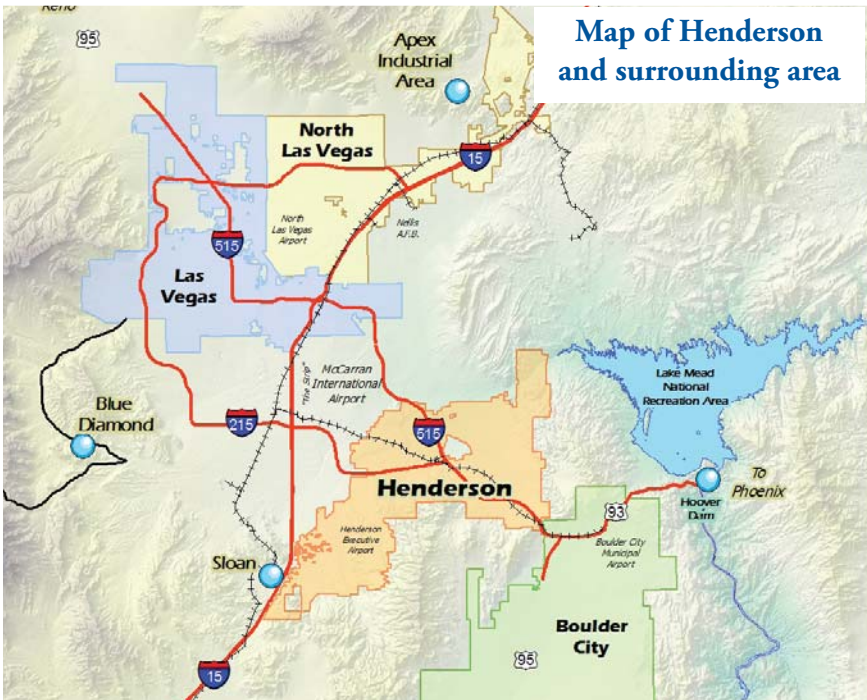 Map of Henderson
and surrounding area
Reno
95
Apex
Industrial
Area
North
Las Vegas
15
North
Las Vegas
Airport
Nellis
A.F.B.
515
Las
Vegas
"The Strip"
McCarran
International
Airport
Lake Mead
National
Recreation Area
Blue
Diamond
215
515
Henderson
To
Phoenix
Hoover
Dam
93
Henderson
Executive
Airport
Boulder City
Municipal
Airport
Sloan
Boulder
City
95
15